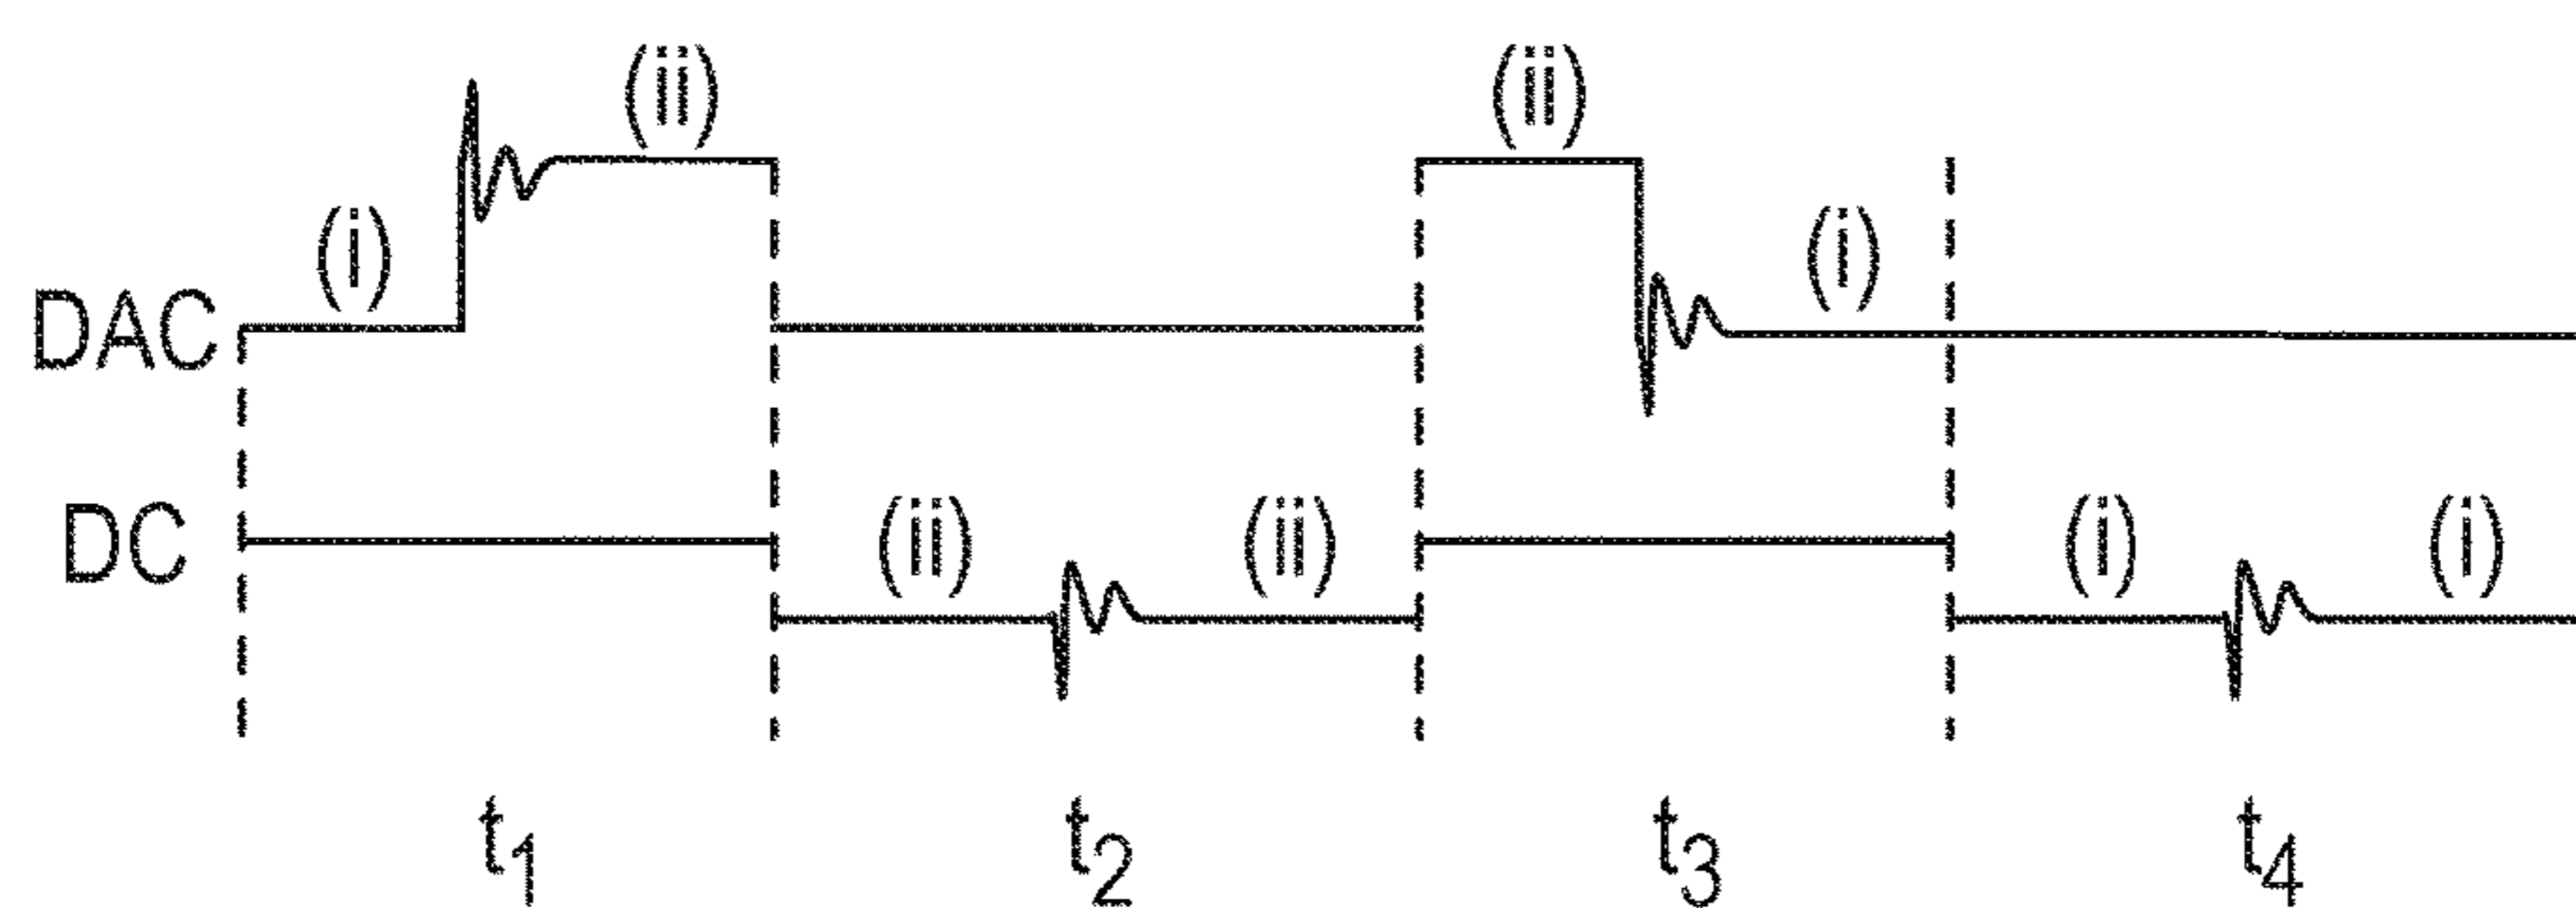 (ii) (ii)
(i) (i)
DAC
DC (ii) (ii) (i) (i)
t1 t2 t3 t4